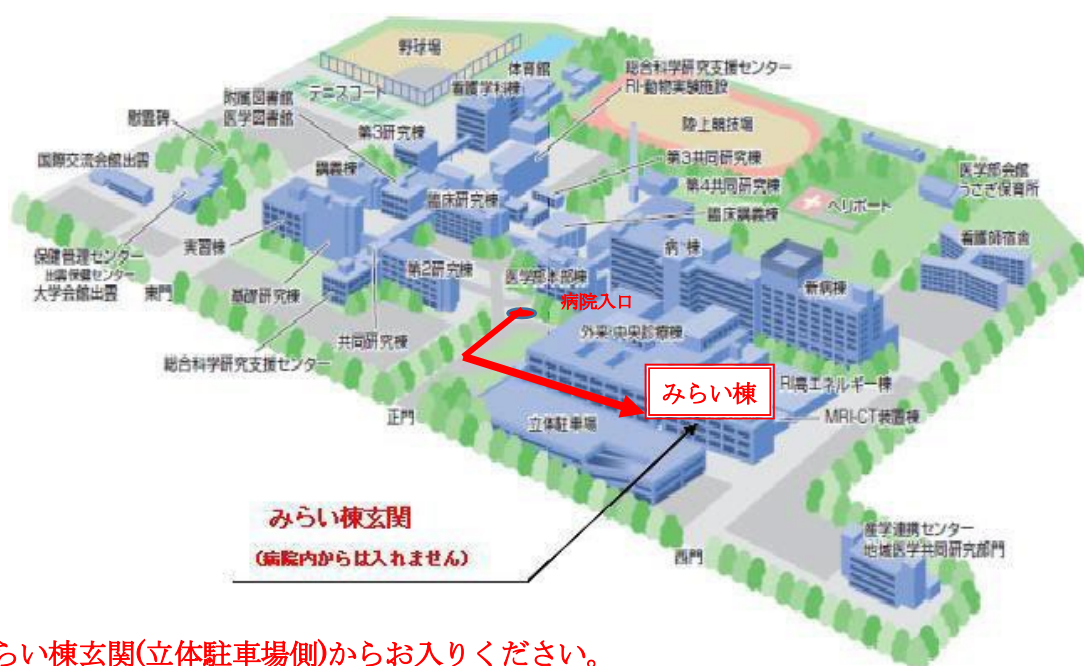 野球場
体育館
総合科学研究支援センター
RI・動物実験施設
看護学科棟
テニスコート
附属図書館
医学図書館
慰霊碑
第3研究棟
陸上競技場
国際交流会館出雲
講義棟
第3共同研究棟
医学部会館
うさぎ保育所
臨床研究棟
第4共同研究棟
ヘリポート
臨床講義棟
保健管理センター
出雲保健センター
大学会館出雲
東門
実習棟
病棟
看護師宿舎
基礎研究棟
第2研究棟
医学部本部棟
新病棟
病院入口
共同研究棟
外来・中央診療棟
総合科学研究支援センター
みらい棟
RI高エネルギー棟
正門
立体駐車場
MRI-CT装置棟
みらい棟玄関
(病院内からは入れません)
西門
産学連携センター
地域医学共同研究部門
らい棟玄関(立体駐車場側)からお入りください。